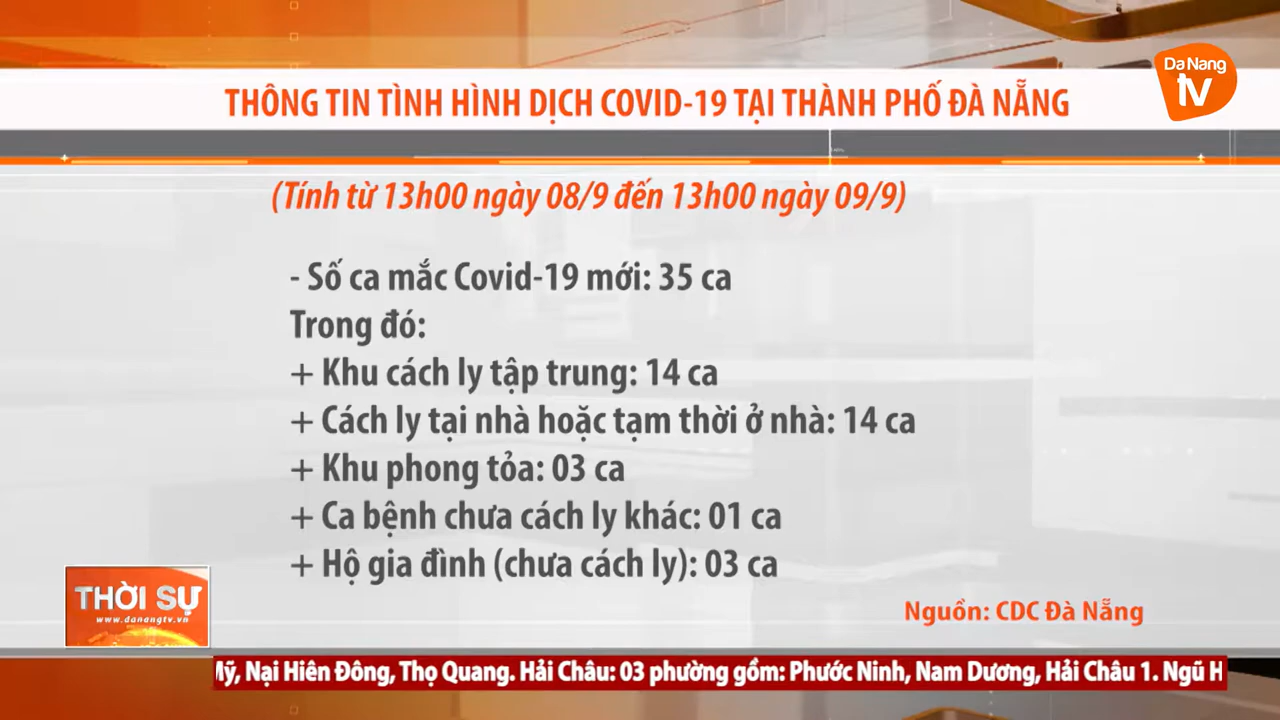 Da Nang
tv
THÔNG TIN TÌNH HÌNH DỊCH COVID-19 TẠI THÀNH PHỐ ĐÀ NẴNG
(Tính từ 13h00 ngày 08/9 đến 13h00 ngày 09/9)
- Số ca mắc Covid-19 mới: 35 ca
Trong đó:
+ Khu cách ly tập trung: 14 ca
+ Cách ly tại nhà hoặc tạm thời ở nhà: 14 ca
+ Khu phong tỏa: 03 ca
+ Ca bệnh chưa cách ly khác: 01 ca
+ Hộ gia đình (chưa cách ly): 03 ca
Nguồn: CDC Đà Nẵng
THỜI SỰ
www.danangtv.vn
Mỹ, Nại Hiên Đông, Thọ Quang. Hải Châu: 03 phường gồm: Phước Ninh, Nam Dương, Hải Châu 1. Ngũ H